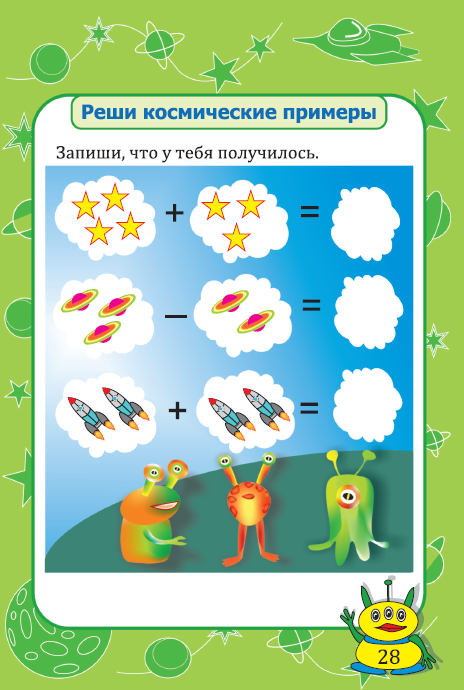 Реши космические примеры
Запиши, что у тебя получилось.
+ =
– =
+ =
28